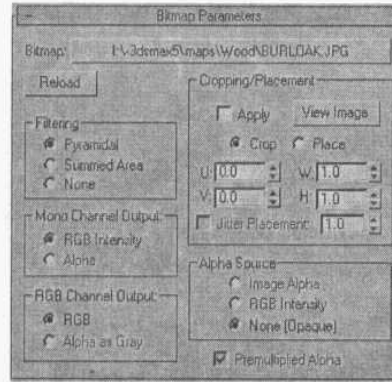 Bitmap Parameters
Bitmap: I:\3dsmax5\maps\Wood\BURLOAK.JPG
Reload
Cropping/Placement
Apply View Image
Crop Place
U: 0.0 W: 1.0
V: 0.0 H: 1.0
Jitter Placement: 1.0
Filtering
Pyramidal
Summed Area
None
Mono Channel Output:
RGB Intensity
Alpha
RGB Channel Output:
RGB
Alpha as Gray
Alpha Source
Image Alpha
RGB Intensity
None (Opaque)
Premultiplied Alpha